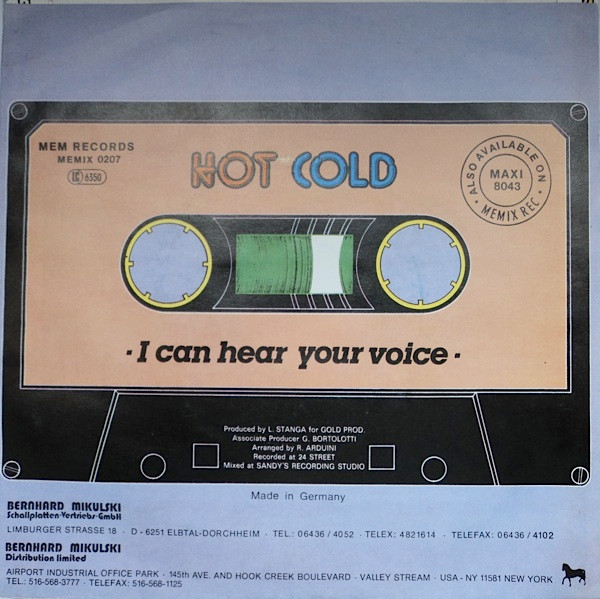 MEM RECORDS
MEMIX 0207
LC 6350
HOT COLD
ALSO AVAILABLE ON
MAXI
8043
• MEMIX REC •
· I can hear your voice ·
Produced by L. STANGA for GOLD PROD.
Associate Producer G. BORTOLOTTI
Arranged by R. ARDUINI
Recorded at 24 STREET
Mixed at SANDY'S RECORDING STUDIO
Made in Germany
BERNHARD MIKULSKI
Schallplatten-Vertriebs-GmbH
LIMBURGER STRASSE 18 · D - 6251 ELBTAL-DORCHHEIM · TEL.: 06436 / 4052 · TELEX: 4821614 · TELEFAX: 06436 / 4102
BERNHARD MIKULSKI
Distribution limited
AIRPORT INDUSTRIAL OFFICE PARK · 145th AVE. AND HOOK CREEK BOULEVARD · VALLEY STREAM · USA - NY 11581 NEW YORK
TEL.: 516-568-3777 · TELEFAX: 516-568-1125